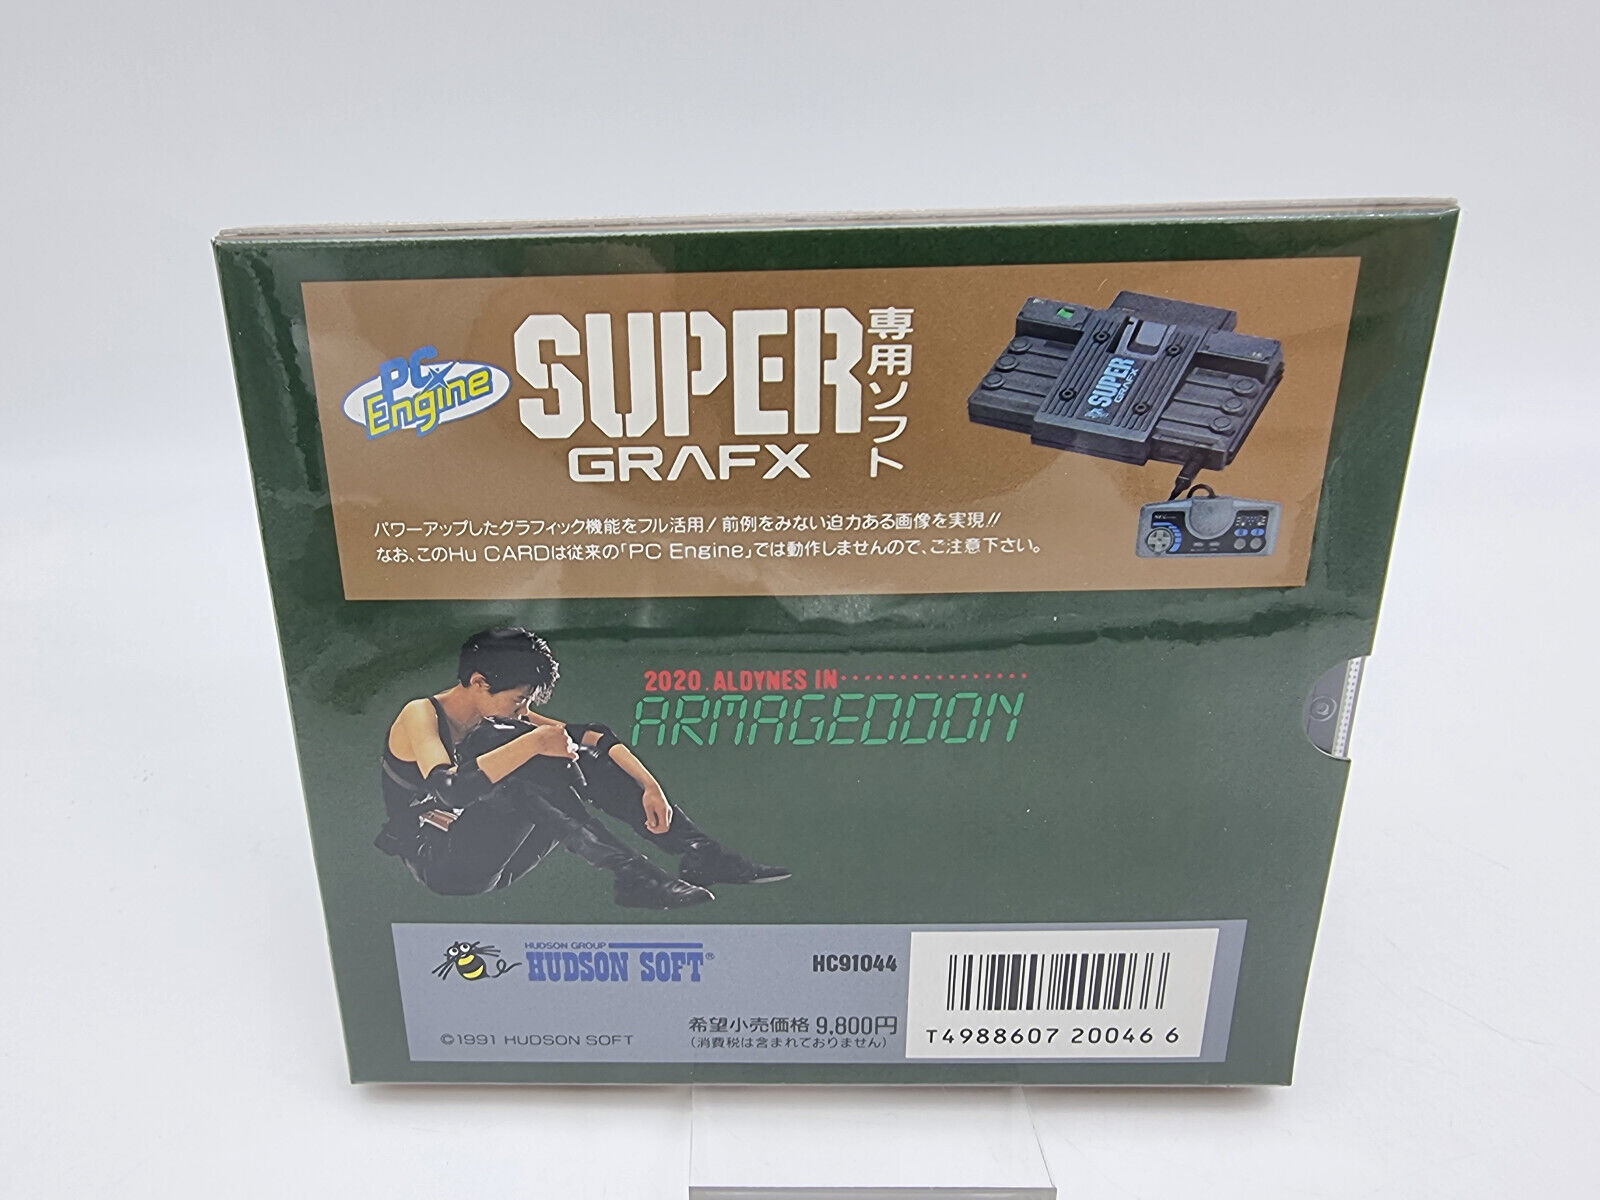 PC Engine
SUPER
GRAFX
専用ソフト
SUPER
GRAFX
パワーアップしたグラフィック機能をフル活用!前例をみない迫力ある画像を実現!!
なお、このHu CARDは従来の「PC Engine」では動作しませんので、ご注意下さい。
2020. ALDYNES IN·················
ARMAGEDDON
HUDSON GROUP
HUDSON SOFT®
HC91044
希望小売価格 9,800円
(消費税は含まれておりません)
©1991 HUDSON SOFT
T4988607 20046 6